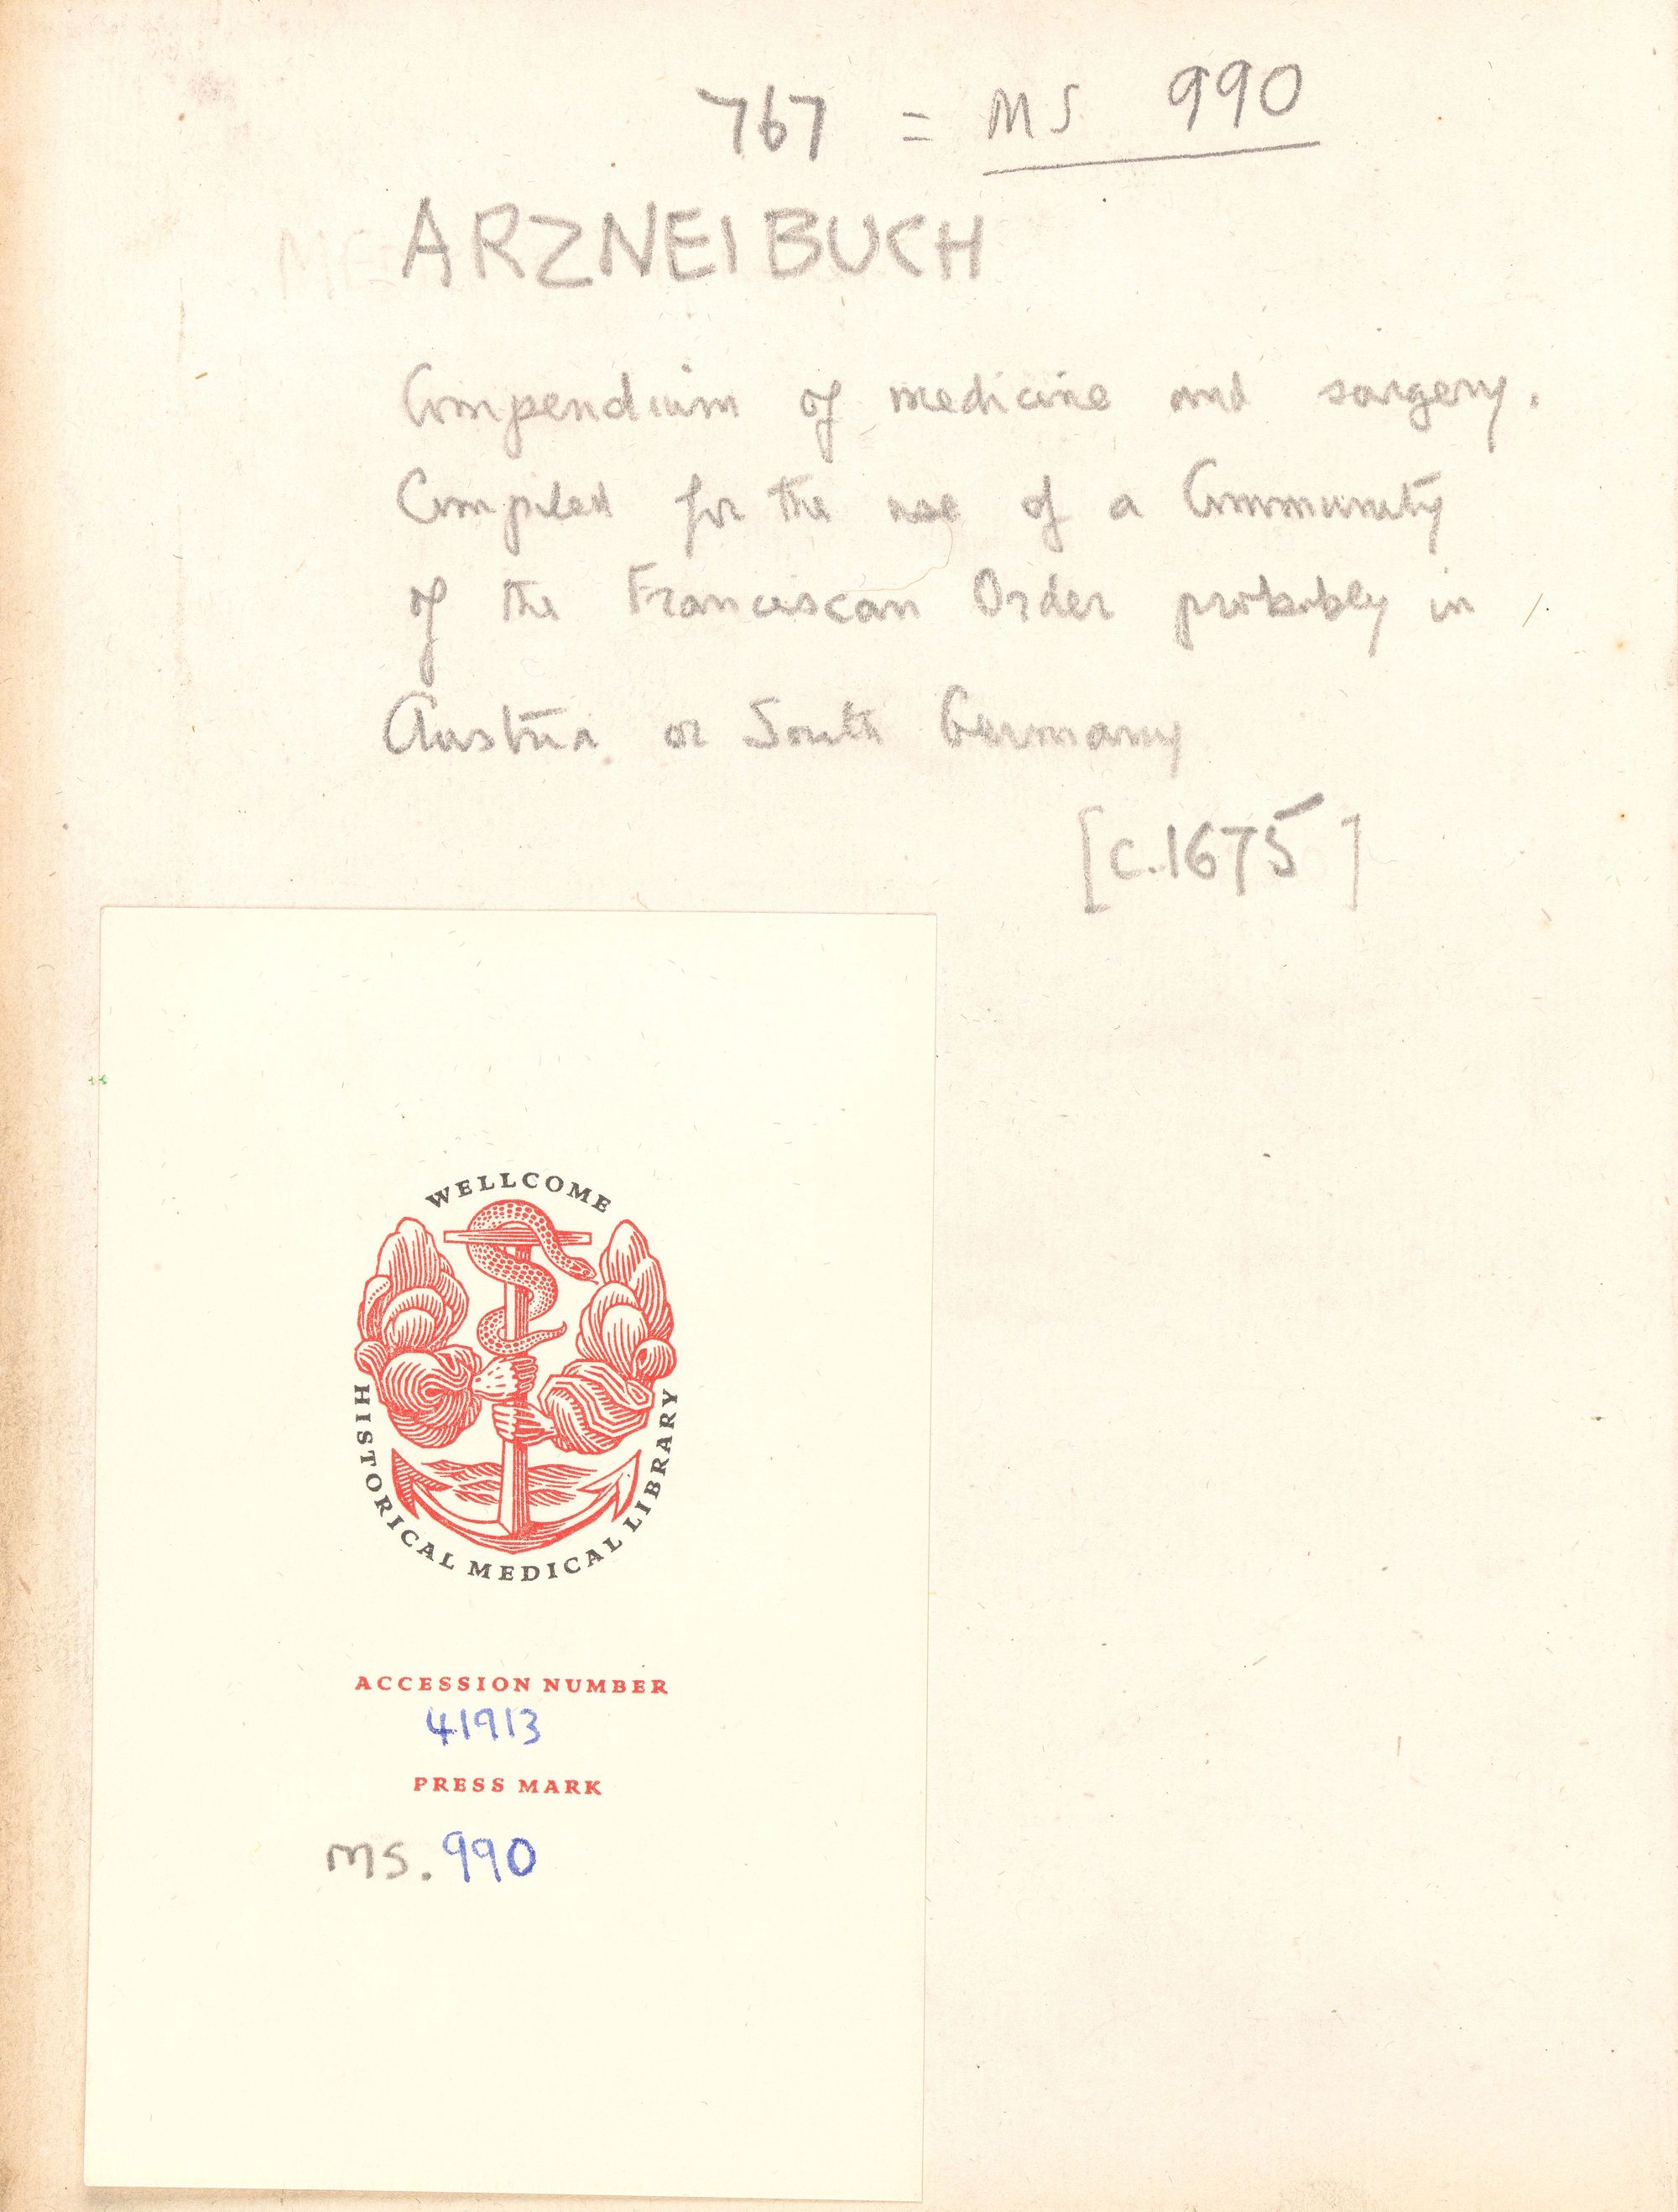 767 = MS 990
ARZNEIBUCH
Compendium of medicine and surgery.
Compiled for the use of a Community
of the Franciscan Order probably in
Austria or South Germany
[c. 1675]
WELLCOME
HISTORICAL MEDICAL LIBRARY
ACCESSION NUMBER
41913
PRESS MARK
MS. 990